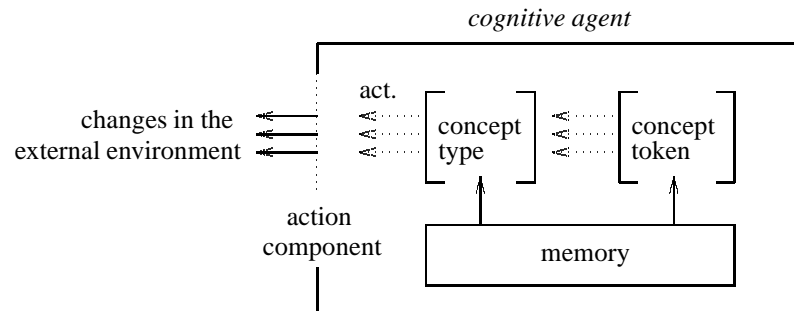 cognitive agent
act.
changes in the
external environment
concept
type
concept
token
action
component
memory